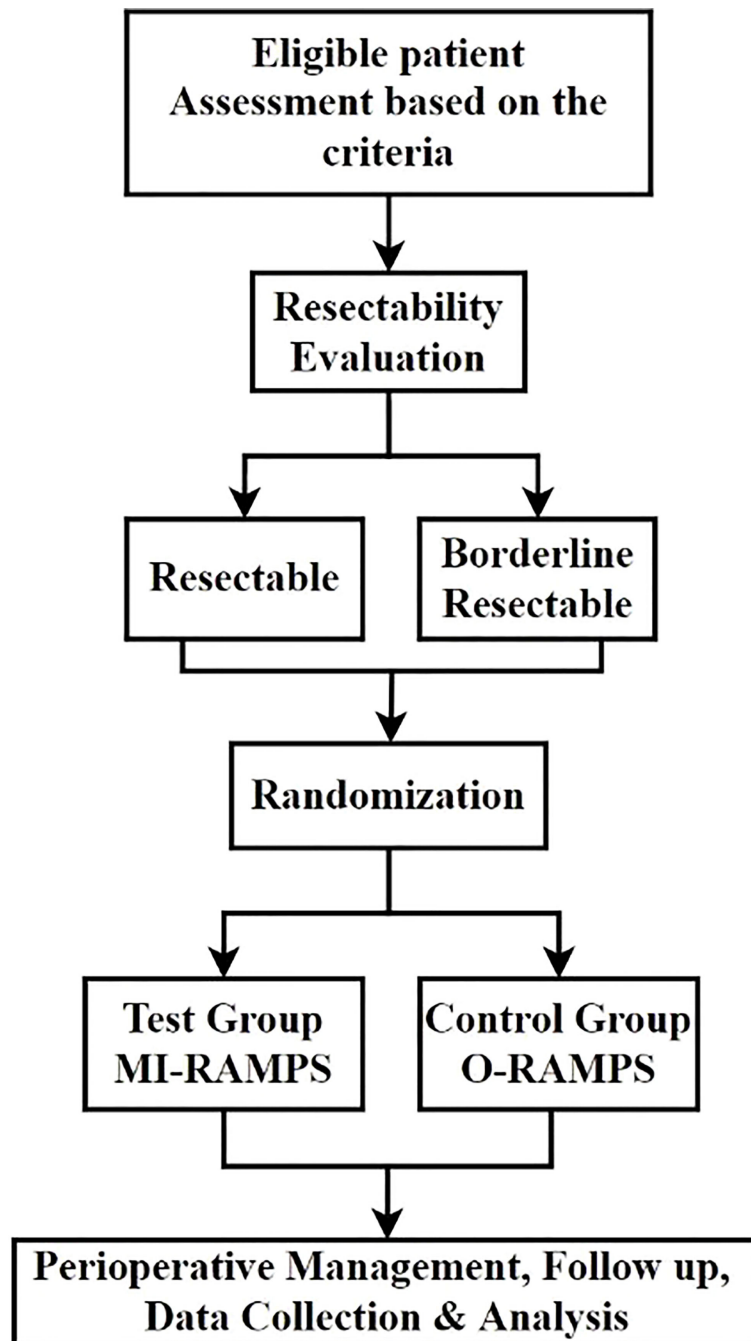 Eligible patient
Assessment based on the
criteria
Resectability
Evaluation
Resectable
Borderline
Resectable
Randomization
Test Group
MI-RAMPS
Control Group
O-RAMPS
Perioperative Management, Follow up,
Data Collection & Analysis